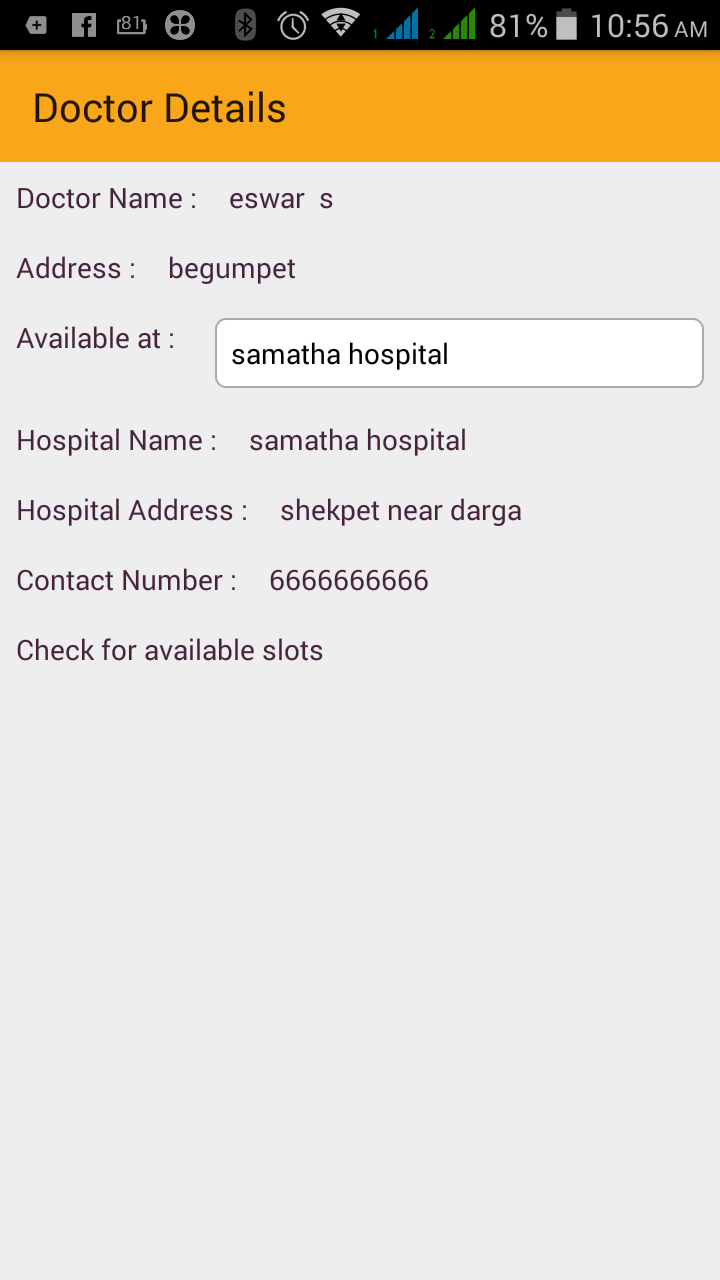 81 1 2 81% 10:56 AM
Doctor Details
Doctor Name : eswar s
Address : begumpet
Available at : samatha hospital
Hospital Name : samatha hospital
Hospital Address : shekpet near darga
Contact Number : 6666666666
Check for available slots